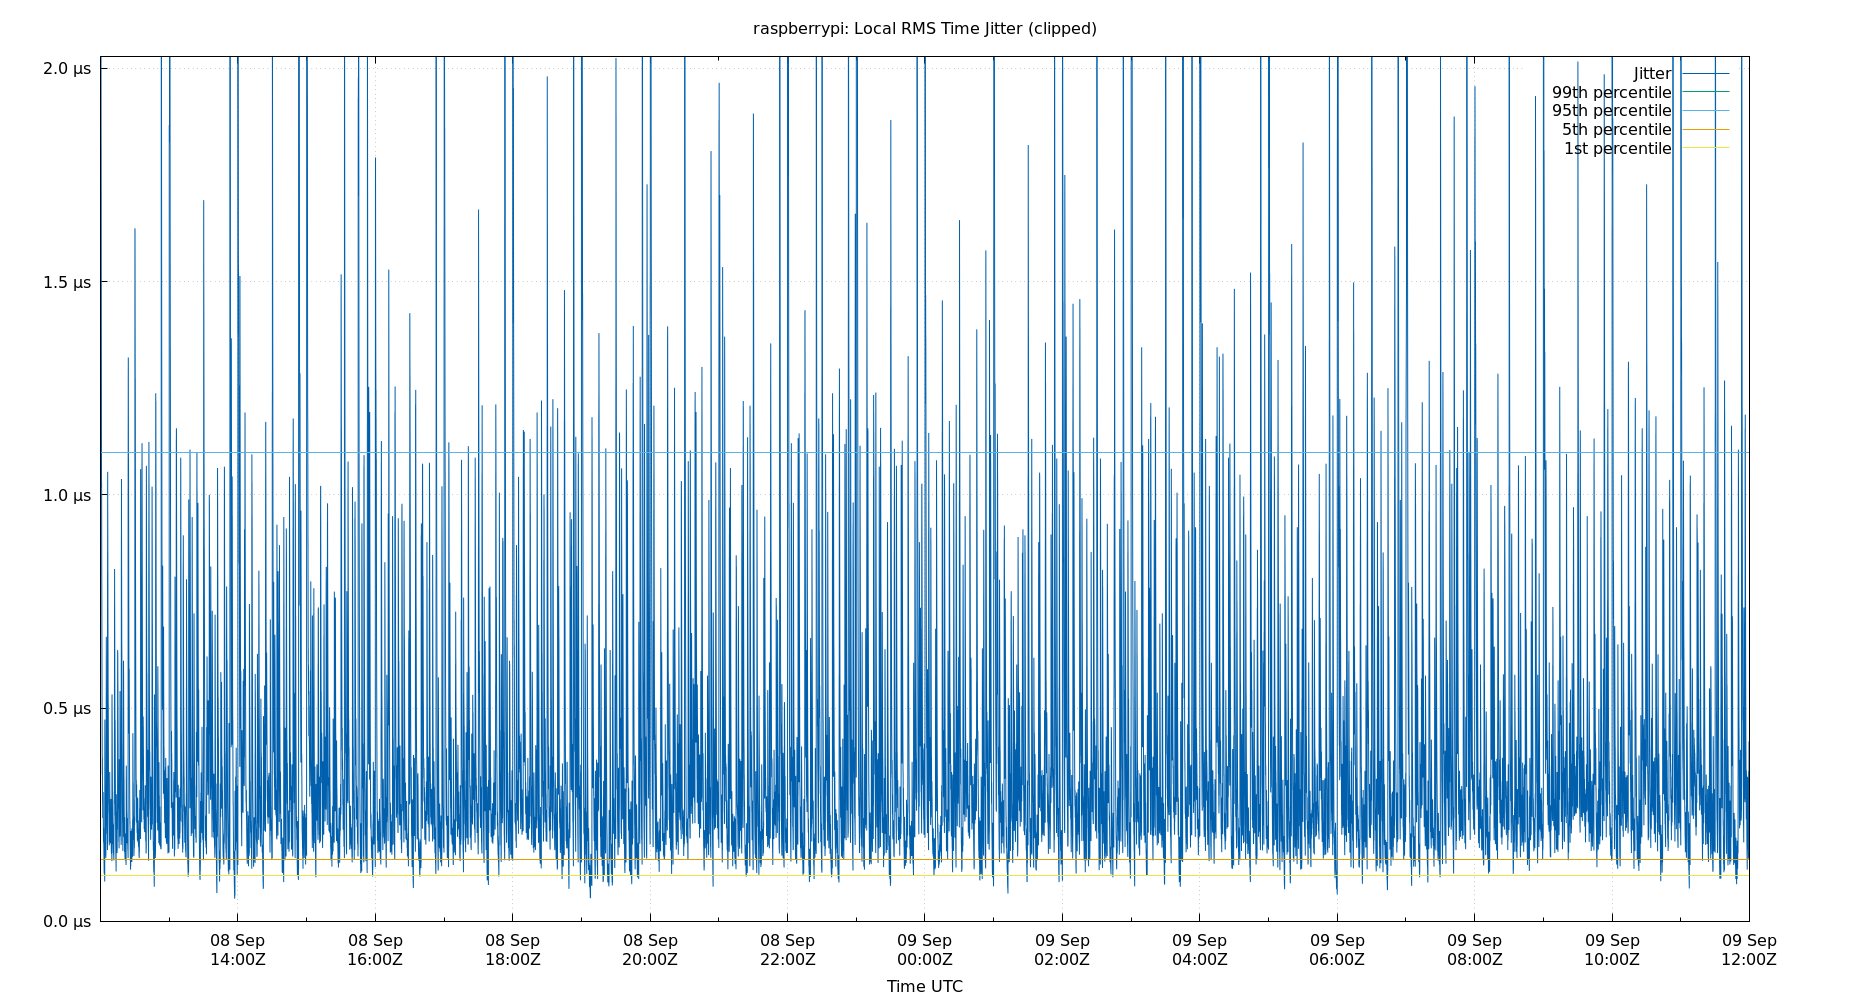 raspberrypi: Local RMS Time Jitter (clipped)
2.0 µs
1.5 µs
1.0 µs
0.5 µs
0.0 µs
Jitter
99th percentile
95th percentile
5th percentile
1st percentile
08 Sep
14:00Z
08 Sep
16:00Z
08 Sep
18:00Z
08 Sep
20:00Z
08 Sep
22:00Z
09 Sep
00:00Z
09 Sep
02:00Z
09 Sep
04:00Z
09 Sep
06:00Z
09 Sep
08:00Z
09 Sep
10:00Z
09 Sep
12:00Z
Time UTC